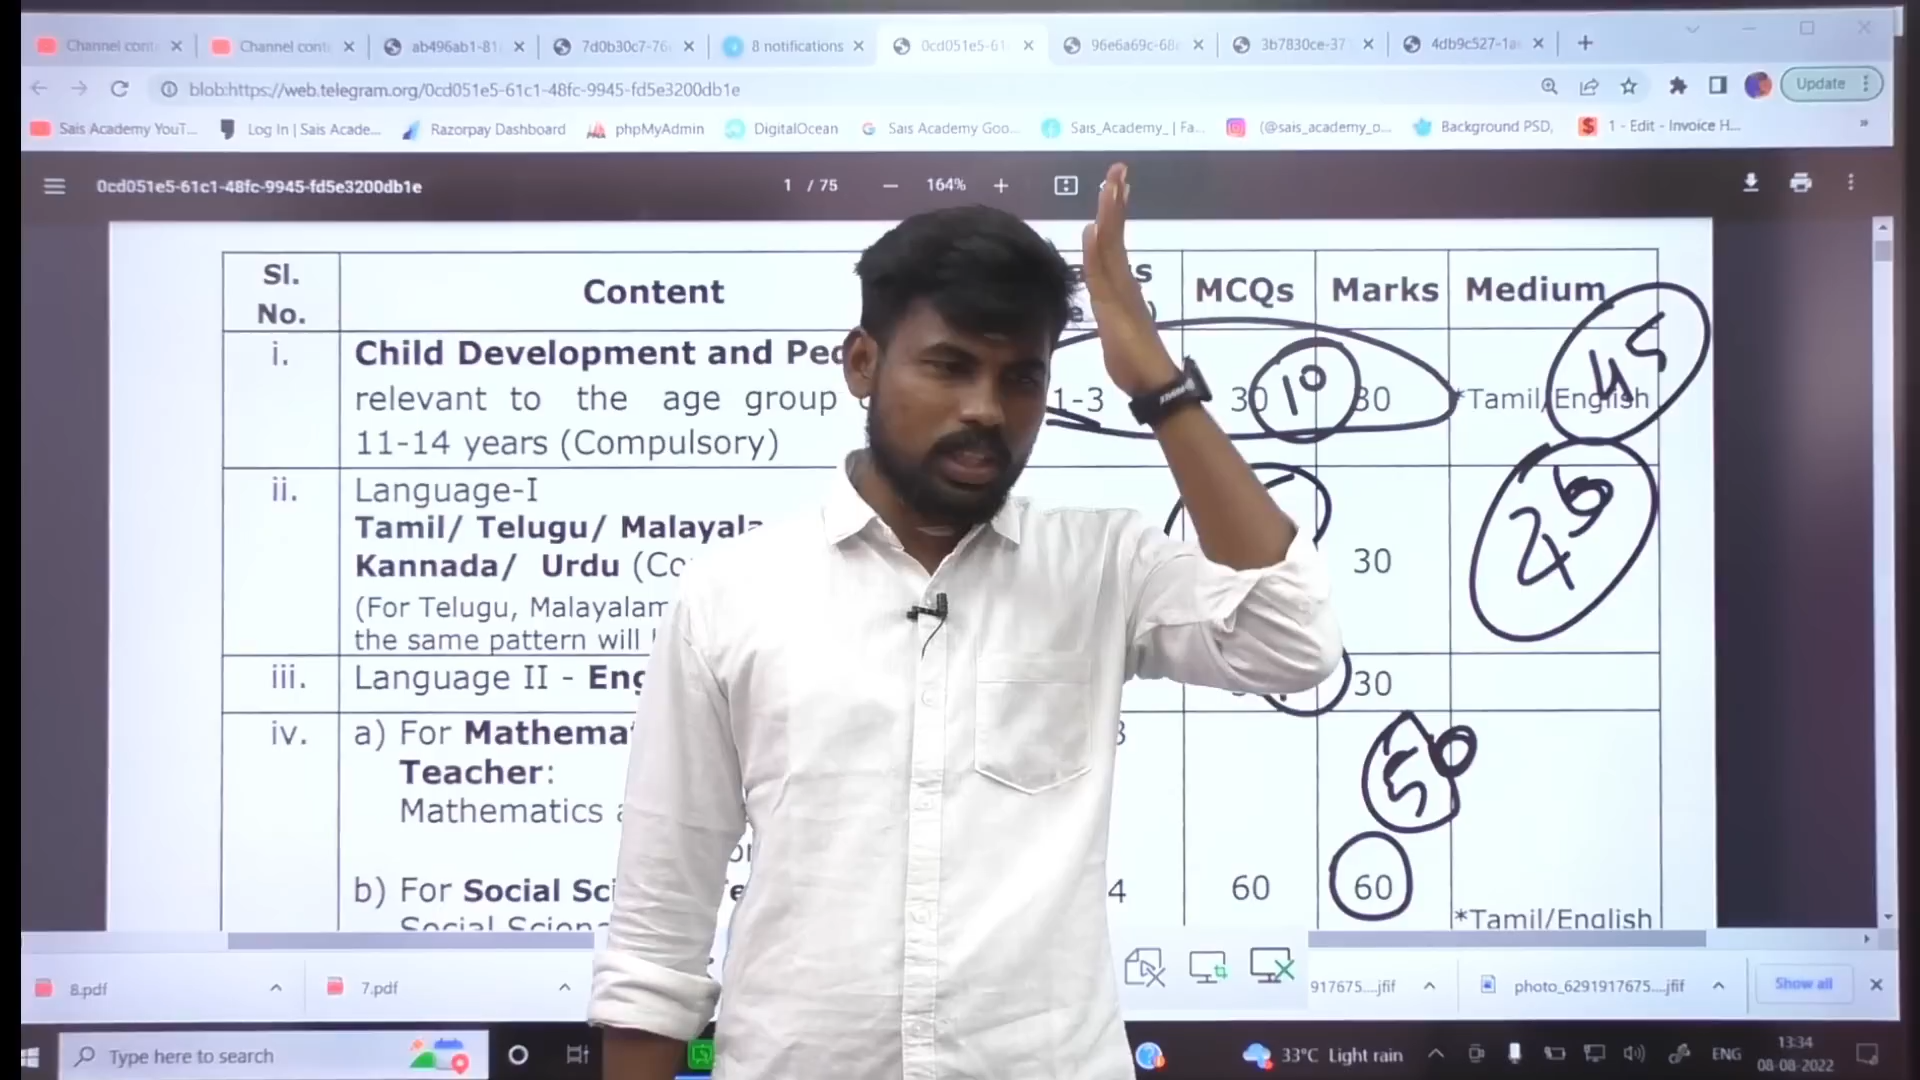 Channel cont
Channel cont
ab496ab1-81
7d0b30c7-76
8 notifications
0cd051e5-61
96e6a69c-68
3b7830ce-37
4db9c527-1a
blob:https://web.telegram.org/0cd051e5-61c1-48fc-9945-fd5e3200db1e
Update
Sais Academy YouT...
Log In | Sais Acade...
Razorpay Dashboard
phpMyAdmin
DigitalOcean
Sais Academy Goo...
Sais_Academy_ | Fa...
(@sais_academy_o...
Background PSD,
1 - Edit - Invoice H...
0cd051e5-61c1-48fc-9945-fd5e3200db1e
1 / 75
164%
Sl.
No.
Content
MCQs
Marks
Medium
i.
Child Development and Ped
relevant to the age group
11-14 years (Compulsory)
1-3
30
10
30
*Tamil/English
45
ii.
Language-I
Tamil/ Telugu/ Malayala
Kannada/ Urdu (Co
(For Telugu, Malayalam
the same pattern will
30
iii.
Language II - Eng
30
iv.
a) For Mathema
Teacher:
Mathematics a
50
b) For Social Sci
Social Scien
60
60
*Tamil/English
8.pdf
7.pdf
917675....jfif
photo_6291917675....jfif
Show all
Type here to search
33°C Light rain
ENG
13:34
08-08-2022